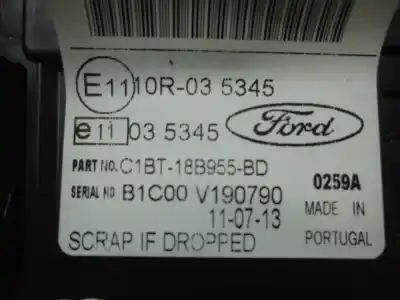 E11 10R-03 5345
e 11 03 5345 Ford
PART NO. C1BT-18B955-BD
SERIAL NO B1C00 V190790 0259A
11-07-13 MADE IN
SCRAP IF DROPPED PORTUGAL